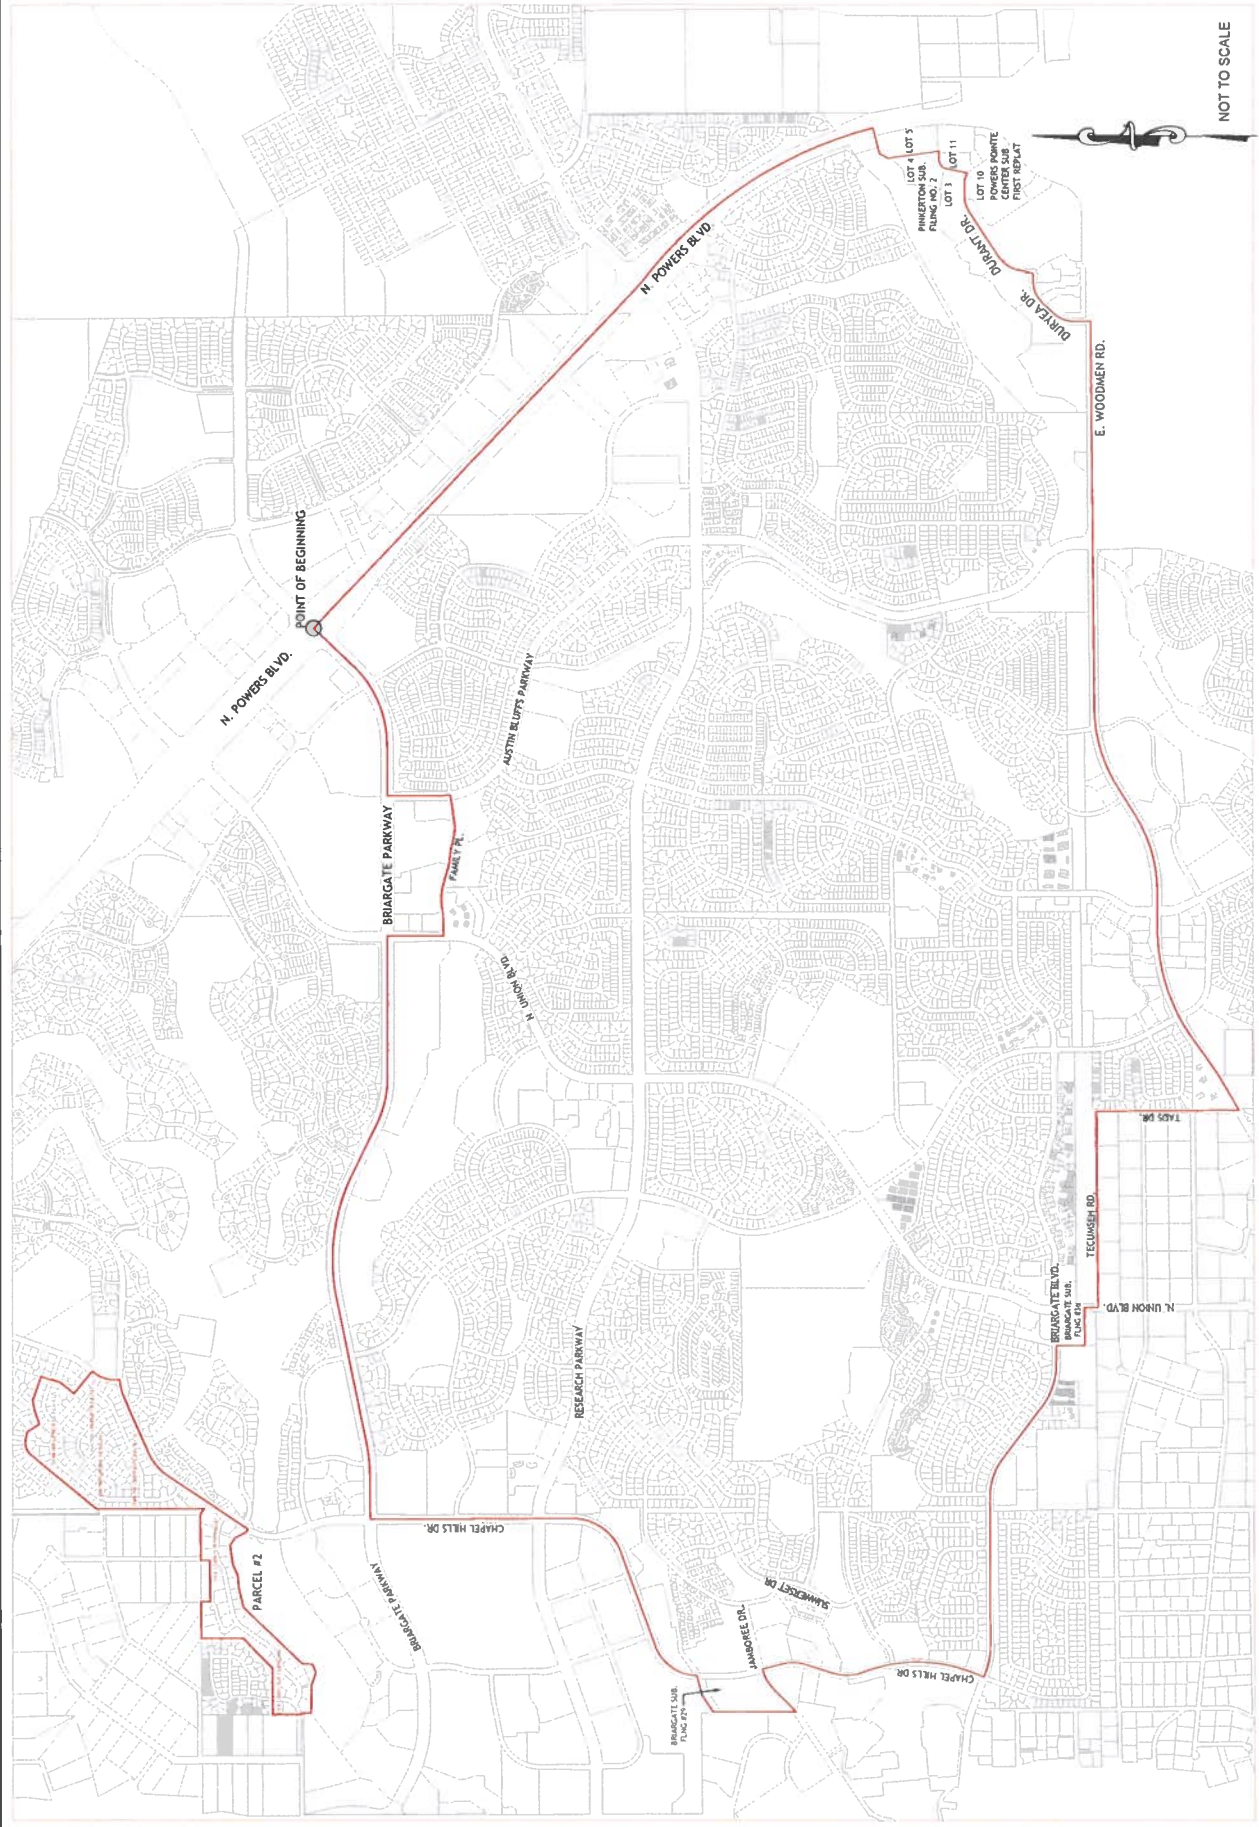 NOT TO SCALE
POINT OF BEGINNING
N. POWERS BLVD.
N. POWERS BLVD.
LOT 4
LOT 5
PINKERTON SUB.
FILING NO. 2
LOT 3
LOT 11
LOT 10
POWERS POINTE
CENTER SUB
FIRST REPLAT
DURANT DR.
DURYEA DR.
E. WOODMEN RD.
AUSTIN BLUFFS PARKWAY
BRIARGATE PARKWAY
FAMILY PL.
N. UNION BLVD.
TADS DR.
TECUMSEH RD.
N. UNION BLVD.
BRIARGATE BLVD.
BRIARGATE SUB.
RESEARCH PARKWAY
CHAPEL HILLS DR.
PARCEL #2
BRIARGATE PARKWAY
SUMMERSET DR
JAMBOREE DR.
CHAPEL HILLS DR
BRIARGATE SUB.
FLNG #29